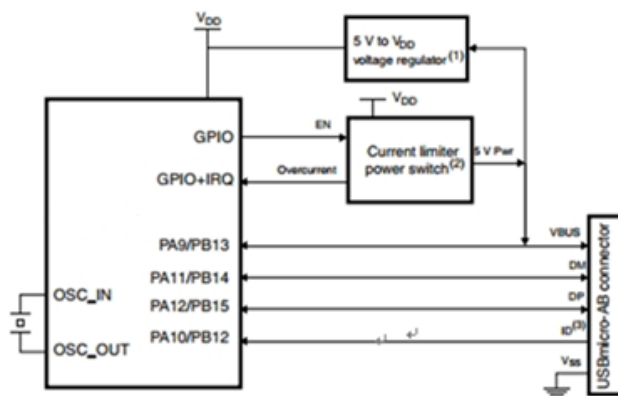 VDD
5 V to VDD
voltage regulator(1)
VDD
GPIO
EN
Current limiter
power switch(2)
5 V Pwr
GPIO+IRQ
Overcurrent
PA9/PB13
VBUS
PA11/PB14
DM
OSC_IN
PA12/PB15
DP
PA10/PB12
ID(3)
OSC_OUT
VSS
USBmicro-AB connector